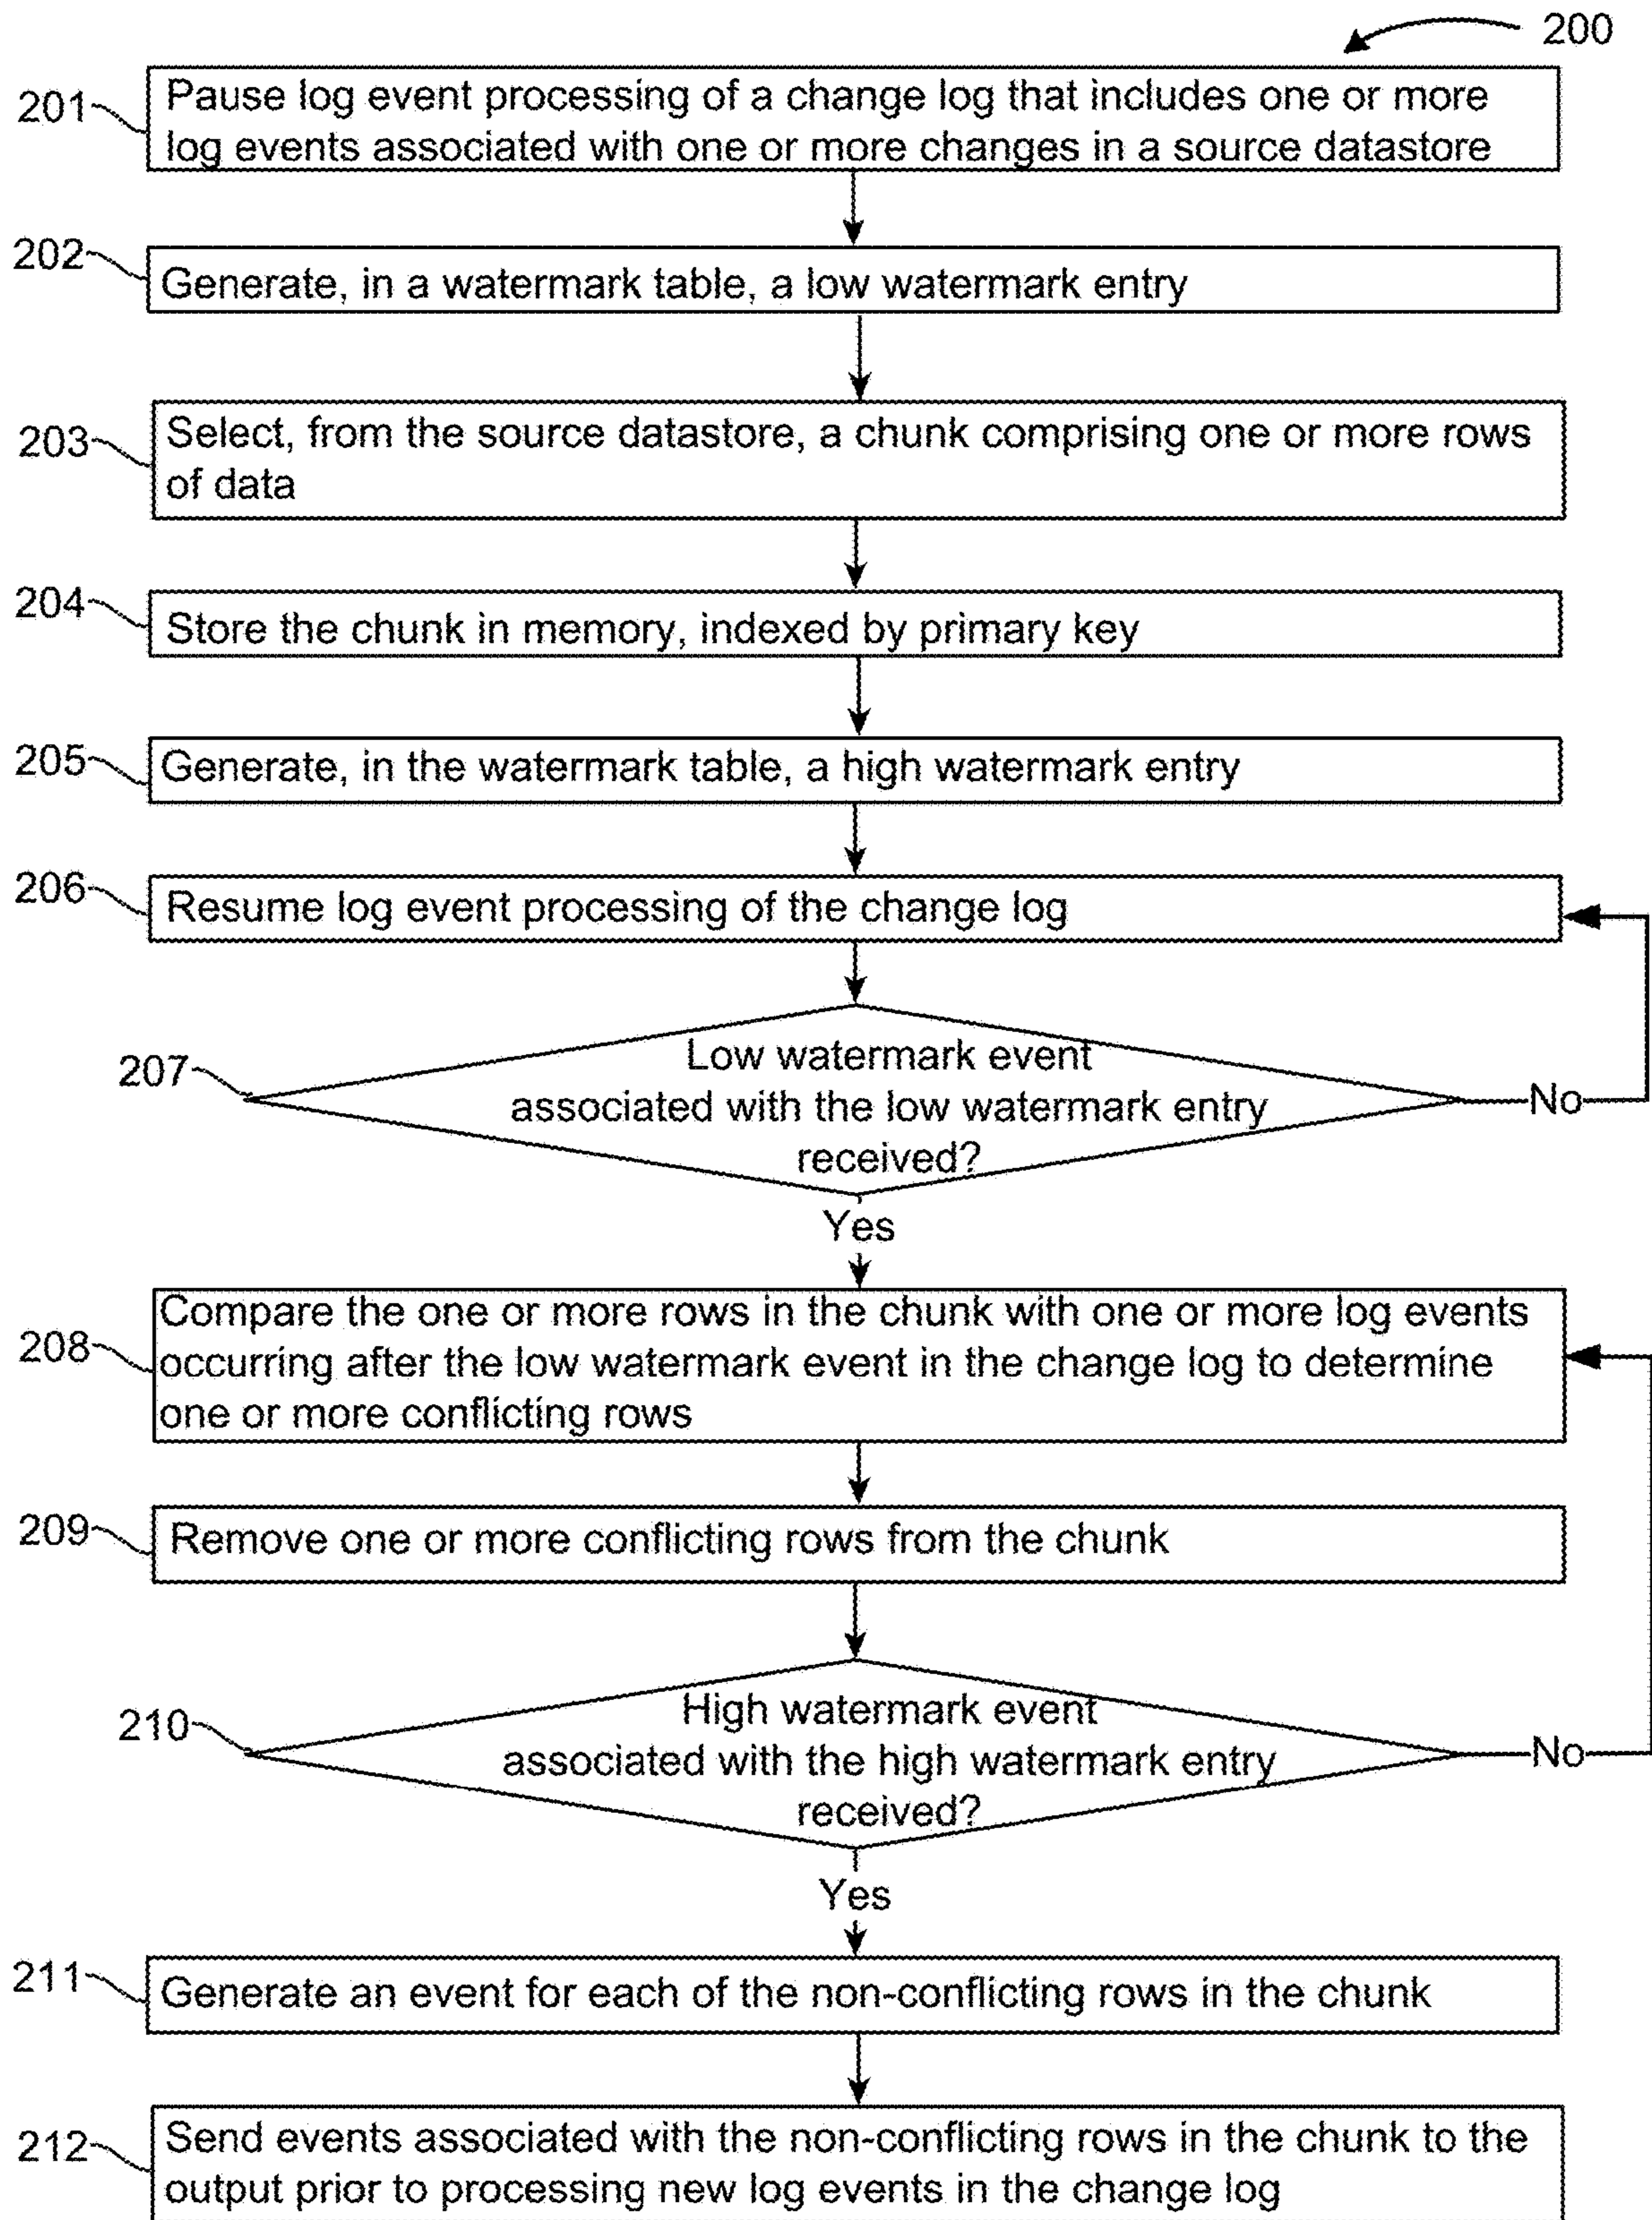 200
201
Pause log event processing of a change log that includes one or more
log events associated with one or more changes in a source datastore
202
Generate, in a watermark table, a low watermark entry
203
Select, from the source datastore, a chunk comprising one or more rows
of data
204
Store the chunk in memory, indexed by primary key
205
Generate, in the watermark table, a high watermark entry
206
Resume log event processing of the change log
207
Low watermark event
associated with the low watermark entry
received?
No
Yes
208
Compare the one or more rows in the chunk with one or more log events
occurring after the low watermark event in the change log to determine
one or more conflicting rows
209
Remove one or more conflicting rows from the chunk
210
High watermark event
associated with the high watermark entry
received?
No
Yes
211
Generate an event for each of the non-conflicting rows in the chunk
212
Send events associated with the non-conflicting rows in the chunk to the
output prior to processing new log events in the change log